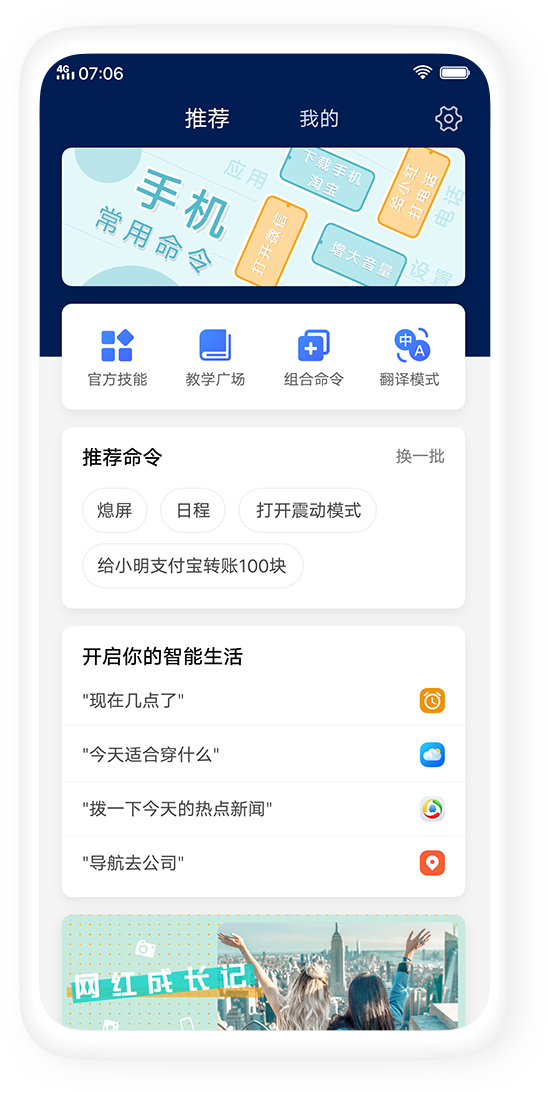 4G 07:06
推荐 我的
手机
常用命令
应用
下载手机
淘宝
给小红
打电话
电话
打开微信
增大音量
设置
官方技能 教学广场 组合命令 翻译模式
中 A
推荐命令 换一批
熄屏 日程 打开震动模式
给小明支付宝转账100块
开启你的智能生活
"现在几点了"
"今天适合穿什么"
"拨一下今天的热点新闻"
"导航去公司"
网红成长记